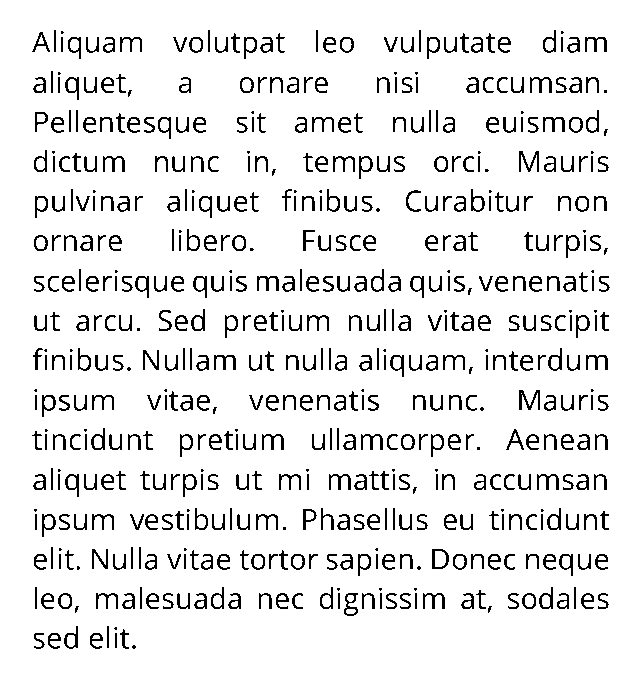 Aliquam volutpat leo vulputate diam
aliquet, a ornare nisi accumsan.
Pellentesque sit amet nulla euismod,
dictum nunc in, tempus orci. Mauris
pulvinar aliquet finibus. Curabitur non
ornare libero. Fusce erat turpis,
scelerisque quis malesuada quis, venenatis
ut arcu. Sed pretium nulla vitae suscipit
finibus. Nullam ut nulla aliquam, interdum
ipsum vitae, venenatis nunc. Mauris
tincidunt pretium ullamcorper. Aenean
aliquet turpis ut mi mattis, in accumsan
ipsum vestibulum. Phasellus eu tincidunt
elit. Nulla vitae tortor sapien. Donec neque
leo, malesuada nec dignissim at, sodales
sed elit.